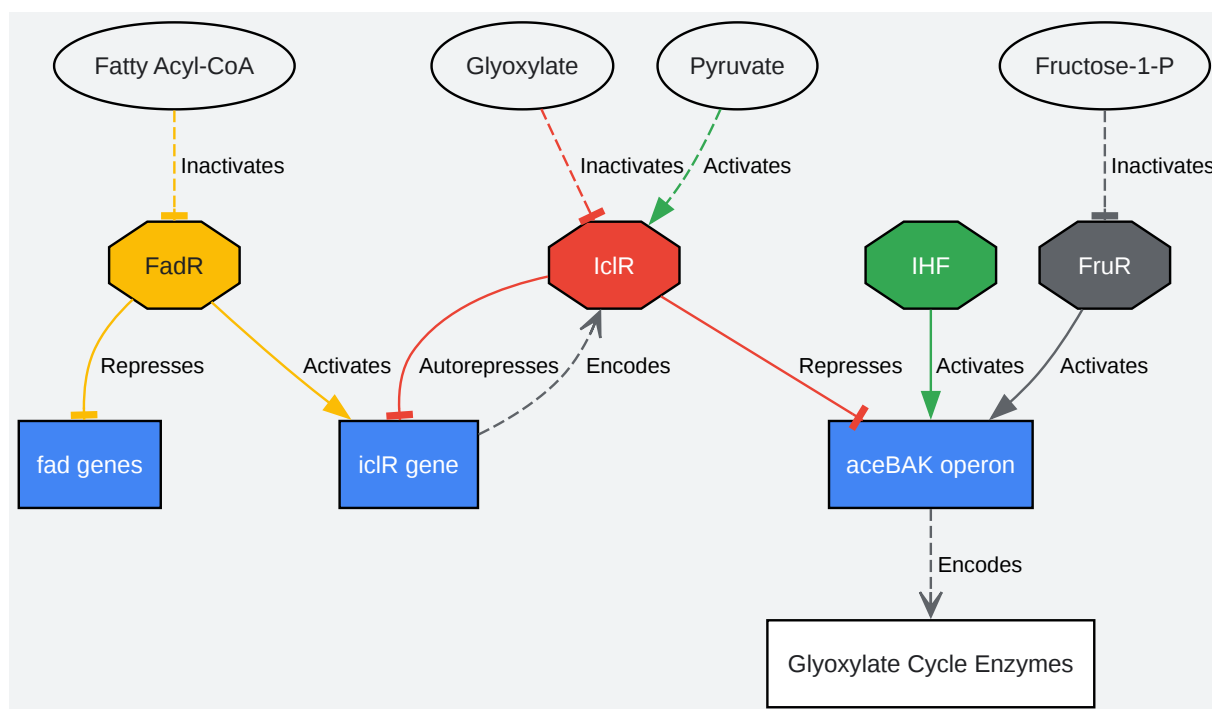 Fatty Acyl-CoA
Glyoxylate
Pyruvate
Fructose-1-P
Inactivates
Inactivates
Activates
Inactivates
FadR
IclR
IHF
FruR
Represses
Activates
Autorepresses
Encodes
Represses
Activates
Activates
fad genes
iclR gene
aceBAK operon
Encodes
Glyoxylate Cycle Enzymes